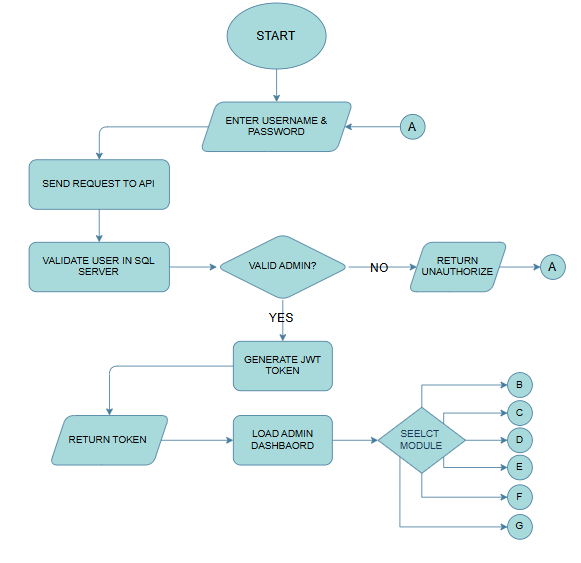 START
ENTER USERNAME &
PASSWORD
A
SEND REQUEST TO API
VALIDATE USER IN SQL
SERVER
VALID ADMIN?
NO
RETURN
UNAUTHORIZE
A
YES
GENERATE JWT
TOKEN
RETURN TOKEN
LOAD ADMIN
DASHBAORD
SEELCT
MODULE
B
C
D
E
F
G